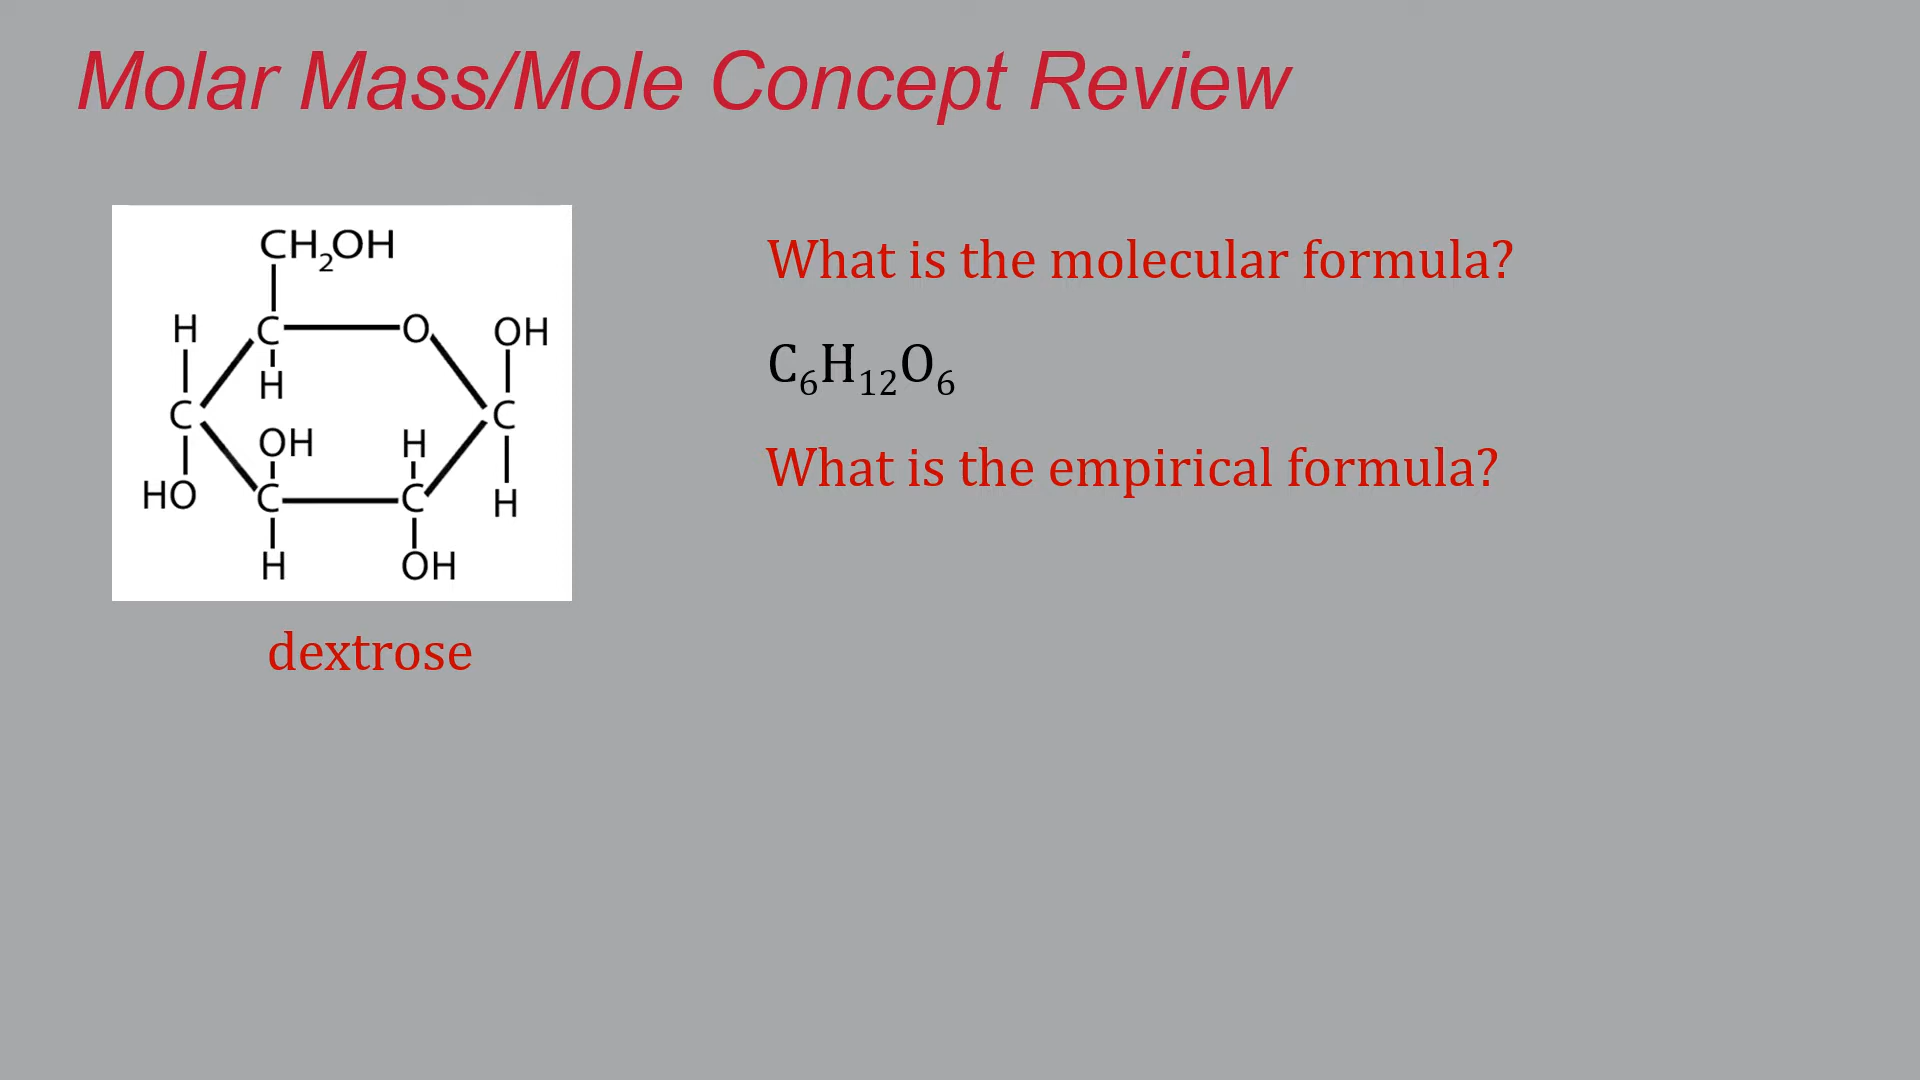 Molar Mass/Mole Concept Review
CH₂OH
H C O OH
H
C C
OH H
HO C C H
H OH
dextrose
What is the molecular formula?
C₆H₁₂O₆
What is the empirical formula?